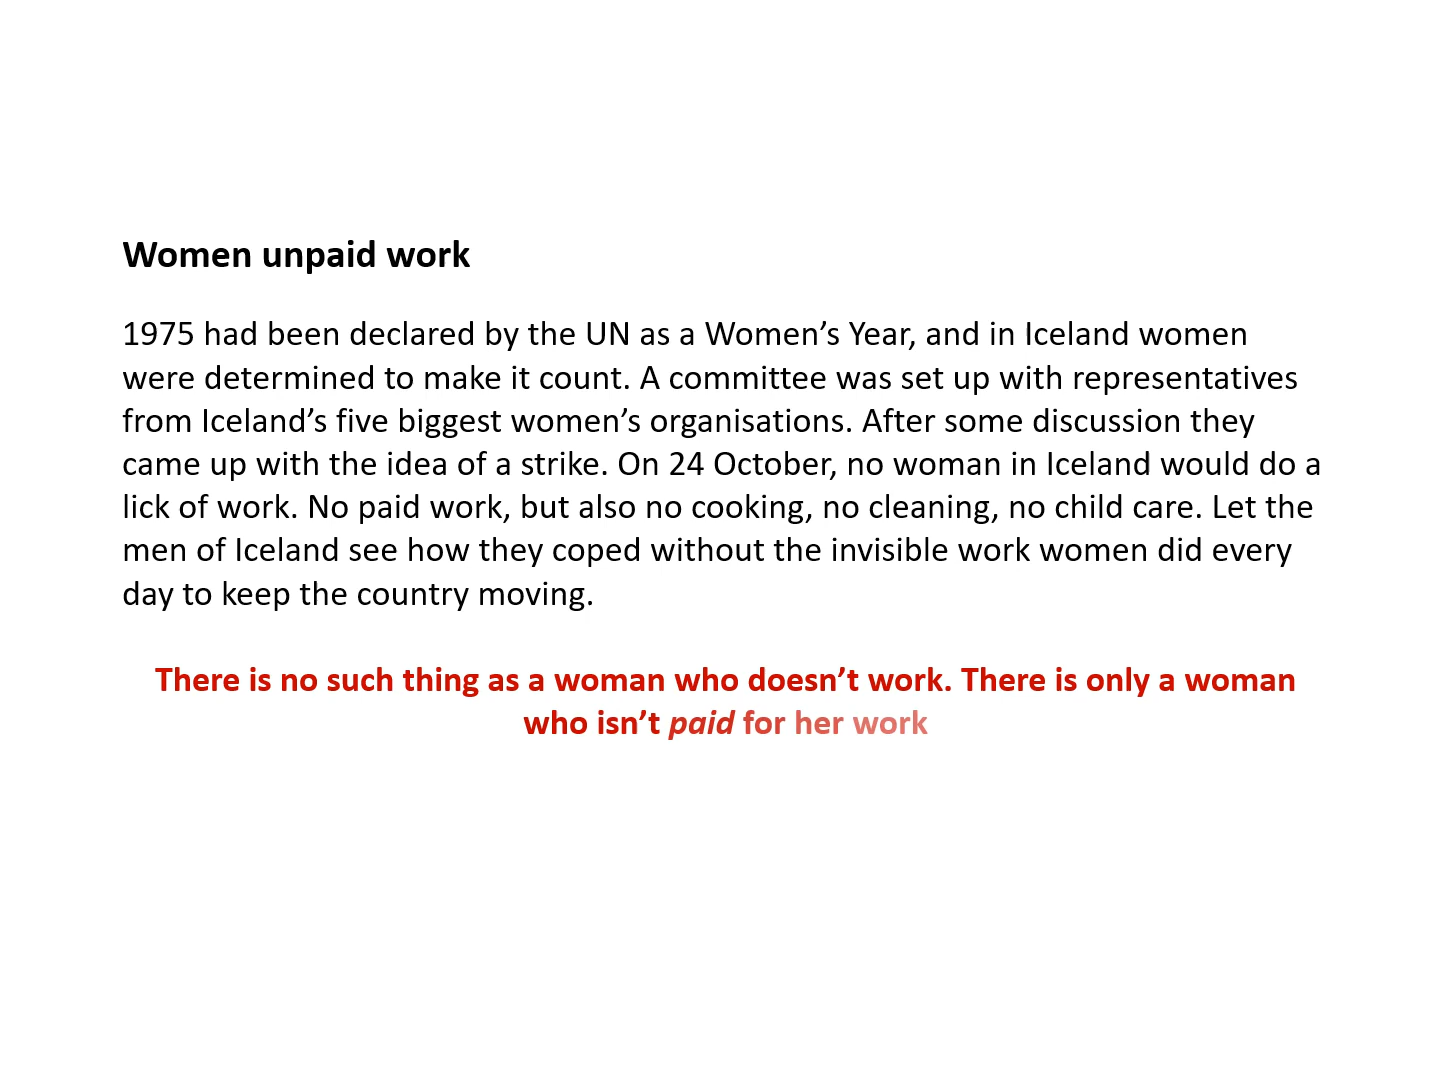 Women unpaid work
1975 had been declared by the UN as a Women’s Year, and in Iceland women
were determined to make it count. A committee was set up with representatives
from Iceland’s five biggest women’s organisations. After some discussion they
came up with the idea of a strike. On 24 October, no woman in Iceland would do a
lick of work. No paid work, but also no cooking, no cleaning, no child care. Let the
men of Iceland see how they coped without the invisible work women did every
day to keep the country moving.
There is no such thing as a woman who doesn’t work. There is only a woman
who isn’t paid for her work